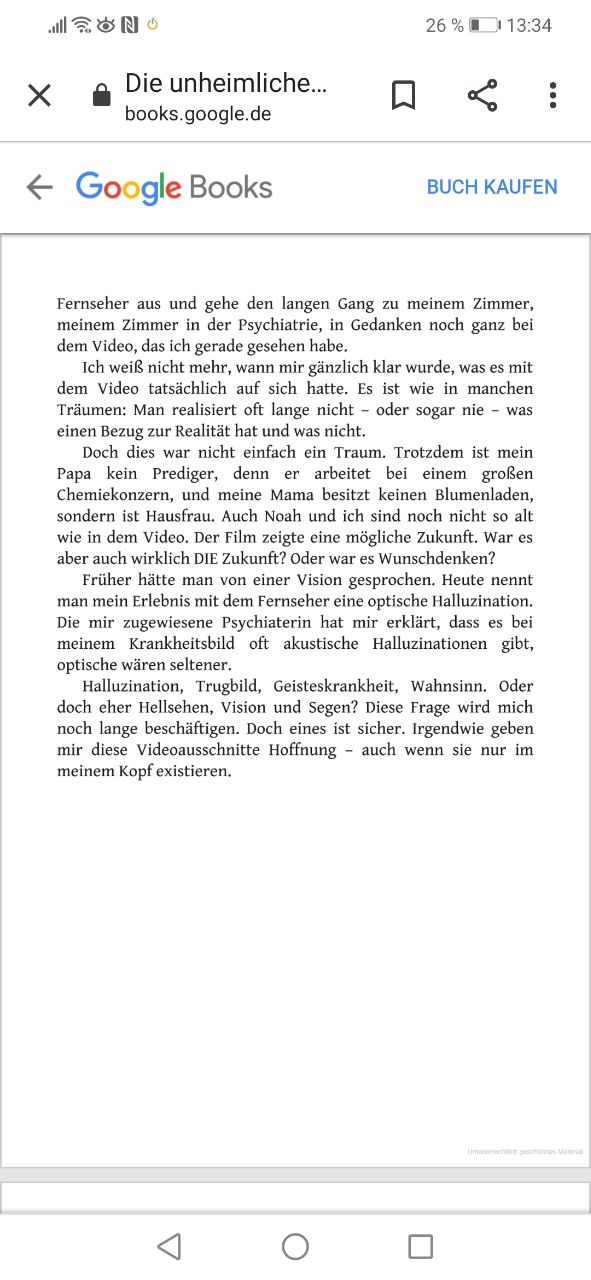 26 % 13:34
Die unheimliche...
books.google.de
Google Books
BUCH KAUFEN
Fernseher aus und gehe den langen Gang zu meinem Zimmer,
meinem Zimmer in der Psychiatrie, in Gedanken noch ganz bei
dem Video, das ich gerade gesehen habe.
Ich weiß nicht mehr, wann mir gänzlich klar wurde, was es mit
dem Video tatsächlich auf sich hatte. Es ist wie in manchen
Träumen: Man realisiert oft lange nicht – oder sogar nie – was
einen Bezug zur Realität hat und was nicht.
Doch dies war nicht einfach ein Traum. Trotzdem ist mein
Papa kein Prediger, denn er arbeitet bei einem großen
Chemiekonzern, und meine Mama besitzt keinen Blumenladen,
sondern ist Hausfrau. Auch Noah und ich sind noch nicht so alt
wie in dem Video. Der Film zeigte eine mögliche Zukunft. War es
aber auch wirklich DIE Zukunft? Oder war es Wunschdenken?
Früher hätte man von einer Vision gesprochen. Heute nennt
man mein Erlebnis mit dem Fernseher eine optische Halluzination.
Die mir zugewiesene Psychiaterin hat mir erklärt, dass es bei
meinem Krankheitsbild oft akustische Halluzinationen gibt,
optische wären seltener.
Halluzination, Trugbild, Geisteskrankheit, Wahnsinn. Oder
doch eher Hellsehen, Vision und Segen? Diese Frage wird mich
noch lange beschäftigen. Doch eines ist sicher. Irgendwie geben
mir diese Videoausschnitte Hoffnung – auch wenn sie nur im
meinem Kopf existieren.
Urheberrechtlich geschütztes Material